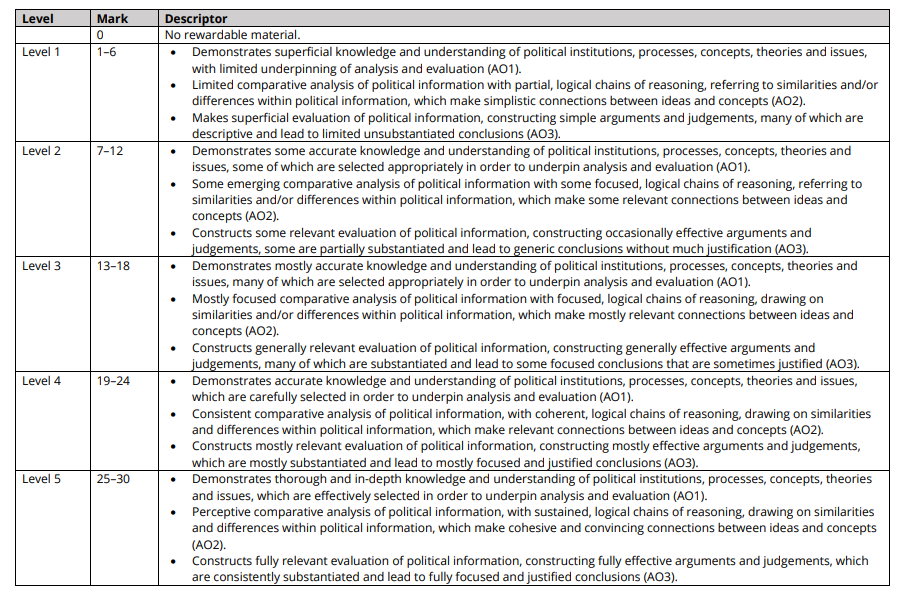 Level Mark Descriptor
0 No rewardable material.
Level 1 1–6 • Demonstrates superficial knowledge and understanding of political institutions, processes, concepts, theories and issues,
with limited underpinning of analysis and evaluation (AO1).
• Limited comparative analysis of political information with partial, logical chains of reasoning, referring to similarities and/or
differences within political information, which make simplistic connections between ideas and concepts (AO2).
• Makes superficial evaluation of political information, constructing simple arguments and judgements, many of which are
descriptive and lead to limited unsubstantiated conclusions (AO3).
Level 2 7–12 • Demonstrates some accurate knowledge and understanding of political institutions, processes, concepts, theories and
issues, some of which are selected appropriately in order to underpin analysis and evaluation (AO1).
• Some emerging comparative analysis of political information with some focused, logical chains of reasoning, referring to
similarities and/or differences within political information, which make some relevant connections between ideas and
concepts (AO2).
• Constructs some relevant evaluation of political information, constructing occasionally effective arguments and
judgements, some are partially substantiated and lead to generic conclusions without much justification (AO3).
Level 3 13–18 • Demonstrates mostly accurate knowledge and understanding of political institutions, processes, concepts, theories and
issues, many of which are selected appropriately in order to underpin analysis and evaluation (AO1).
• Mostly focused comparative analysis of political information with focused, logical chains of reasoning, drawing on
similarities and/or differences within political information, which make mostly relevant connections between ideas and
concepts (AO2).
• Constructs generally relevant evaluation of political information, constructing generally effective arguments and
judgements, many of which are substantiated and lead to some focused conclusions that are sometimes justified (AO3).
Level 4 19–24 • Demonstrates accurate knowledge and understanding of political institutions, processes, concepts, theories and issues,
which are carefully selected in order to underpin analysis and evaluation (AO1).
• Consistent comparative analysis of political information, with coherent, logical chains of reasoning, drawing on similarities
and differences within political information, which make relevant connections between ideas and concepts (AO2).
• Constructs mostly relevant evaluation of political information, constructing mostly effective arguments and judgements,
which are mostly substantiated and lead to mostly focused and justified conclusions (AO3).
Level 5 25–30 • Demonstrates thorough and in-depth knowledge and understanding of political institutions, processes, concepts, theories
and issues, which are effectively selected in order to underpin analysis and evaluation (AO1).
• Perceptive comparative analysis of political information, with sustained, logical chains of reasoning, drawing on similarities
and differences within political information, which make cohesive and convincing connections between ideas and concepts
(AO2).
• Constructs fully relevant evaluation of political information, constructing fully effective arguments and judgements, which
are consistently substantiated and lead to fully focused and justified conclusions (AO3).